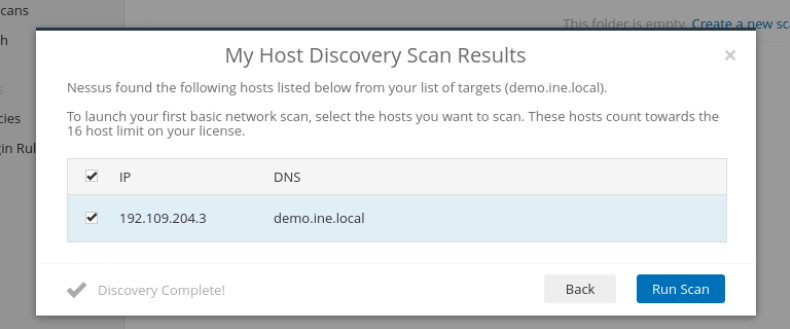 cans
This folder is empty. Create a new sca
h
My Host Discovery Scan Results
s
Nessus found the following hosts listed below from your list of targets (demo.ine.local).
cies
To launch your first basic network scan, select the hosts you want to scan. These hosts count towards the
16 host limit on your license.
gin Rul
IP DNS
192.109.204.3 demo.ine.local
Discovery Complete!
Back
Run Scan